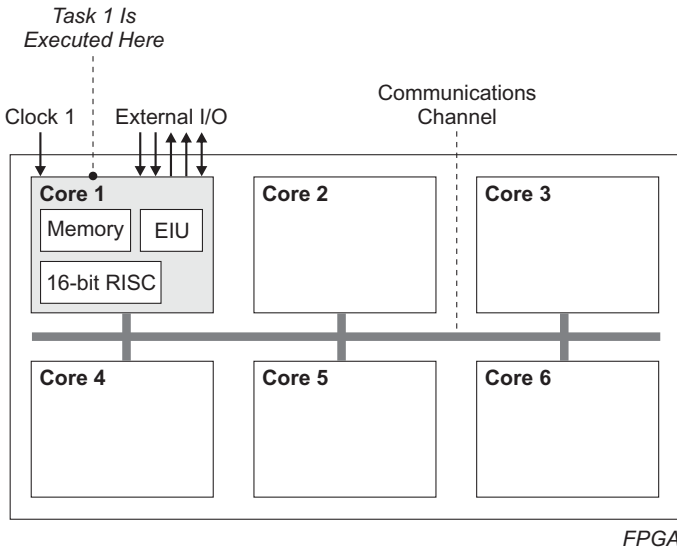 Task 1 Is
Executed Here
Communications
Channel
Clock 1
External I/O
Core 1
Memory
EIU
16-bit RISC
Core 2
Core 3
Core 4
Core 5
Core 6
FPGA